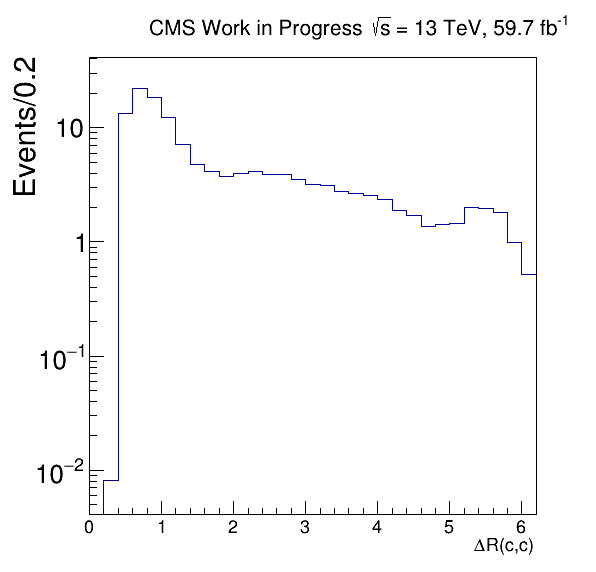 CMS Work in Progress √s = 13 TeV, 59.7 fb⁻¹
Events/0.2
10
1
10⁻¹
10⁻²
0 1 2 3 4 5 6
ΔR(c,c)